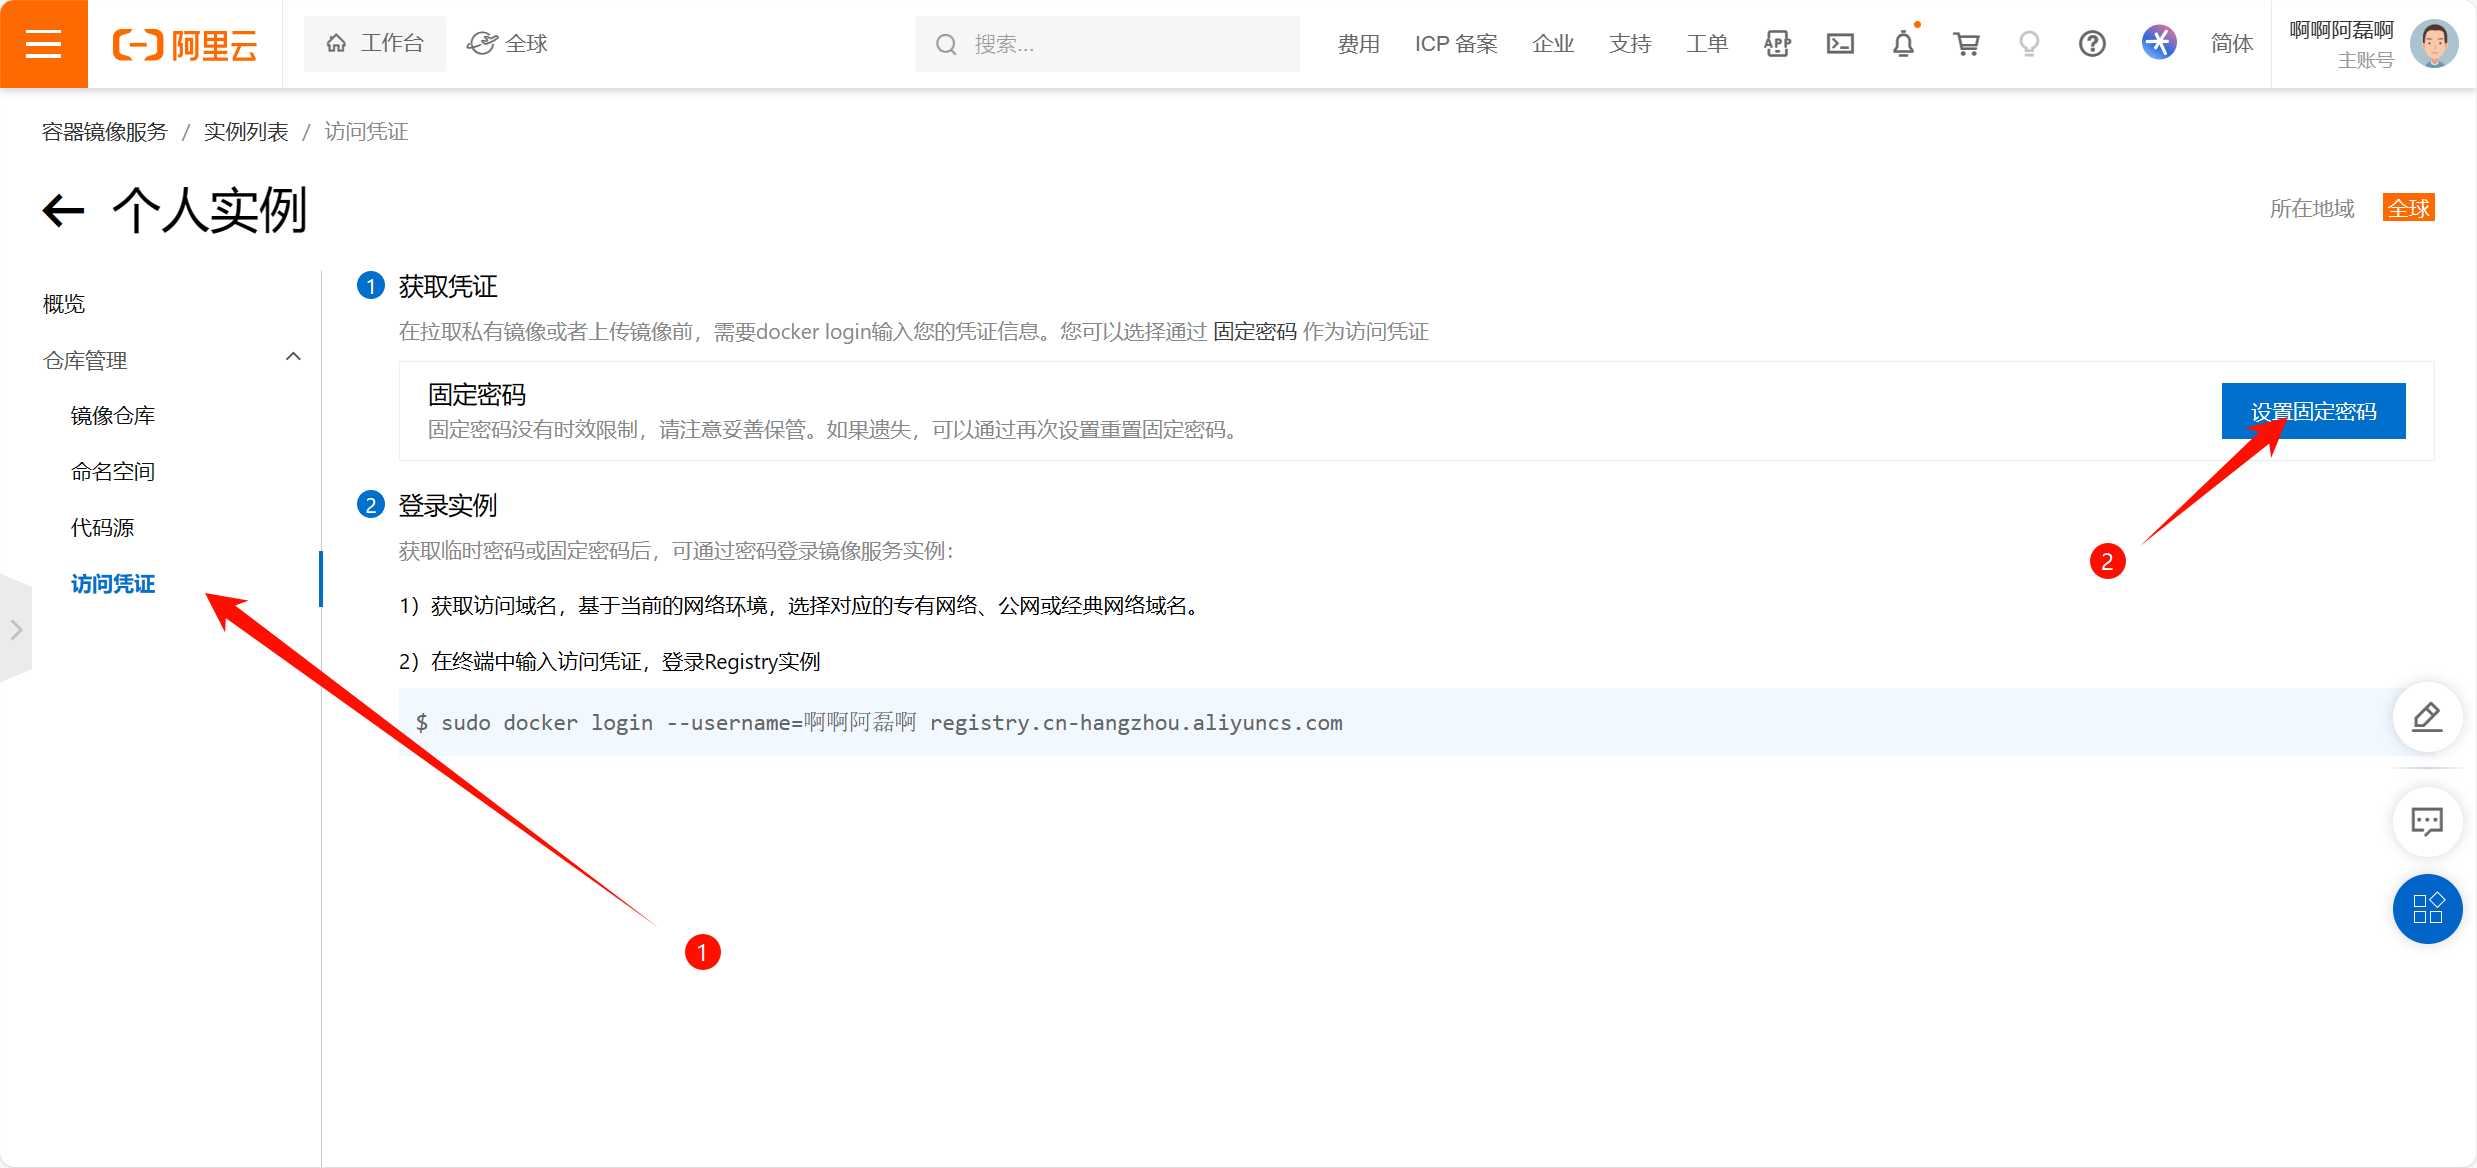 阿里云
工作台
全球
搜索...
费用
ICP 备案
企业
支持
工单
APP
简体
啊啊阿磊啊
主账号
容器镜像服务 / 实例列表 / 访问凭证
个人实例
所在地域 全球
概览
仓库管理
镜像仓库
命名空间
代码源
访问凭证
1 获取凭证
在拉取私有镜像或者上传镜像前，需要docker login输入您的凭证信息。您可以选择通过 固定密码 作为访问凭证
固定密码
固定密码没有时效限制，请注意妥善保管。如果遗失，可以通过再次设置重置固定密码。
设置固定密码
2 登录实例
获取临时密码或固定密码后，可通过密码登录镜像服务实例：
2
1）获取访问域名，基于当前的网络环境，选择对应的专有网络、公网或经典网络域名。
2）在终端中输入访问凭证，登录Registry实例
$ sudo docker login --username=啊啊阿磊啊 registry.cn-hangzhou.aliyuncs.com
1